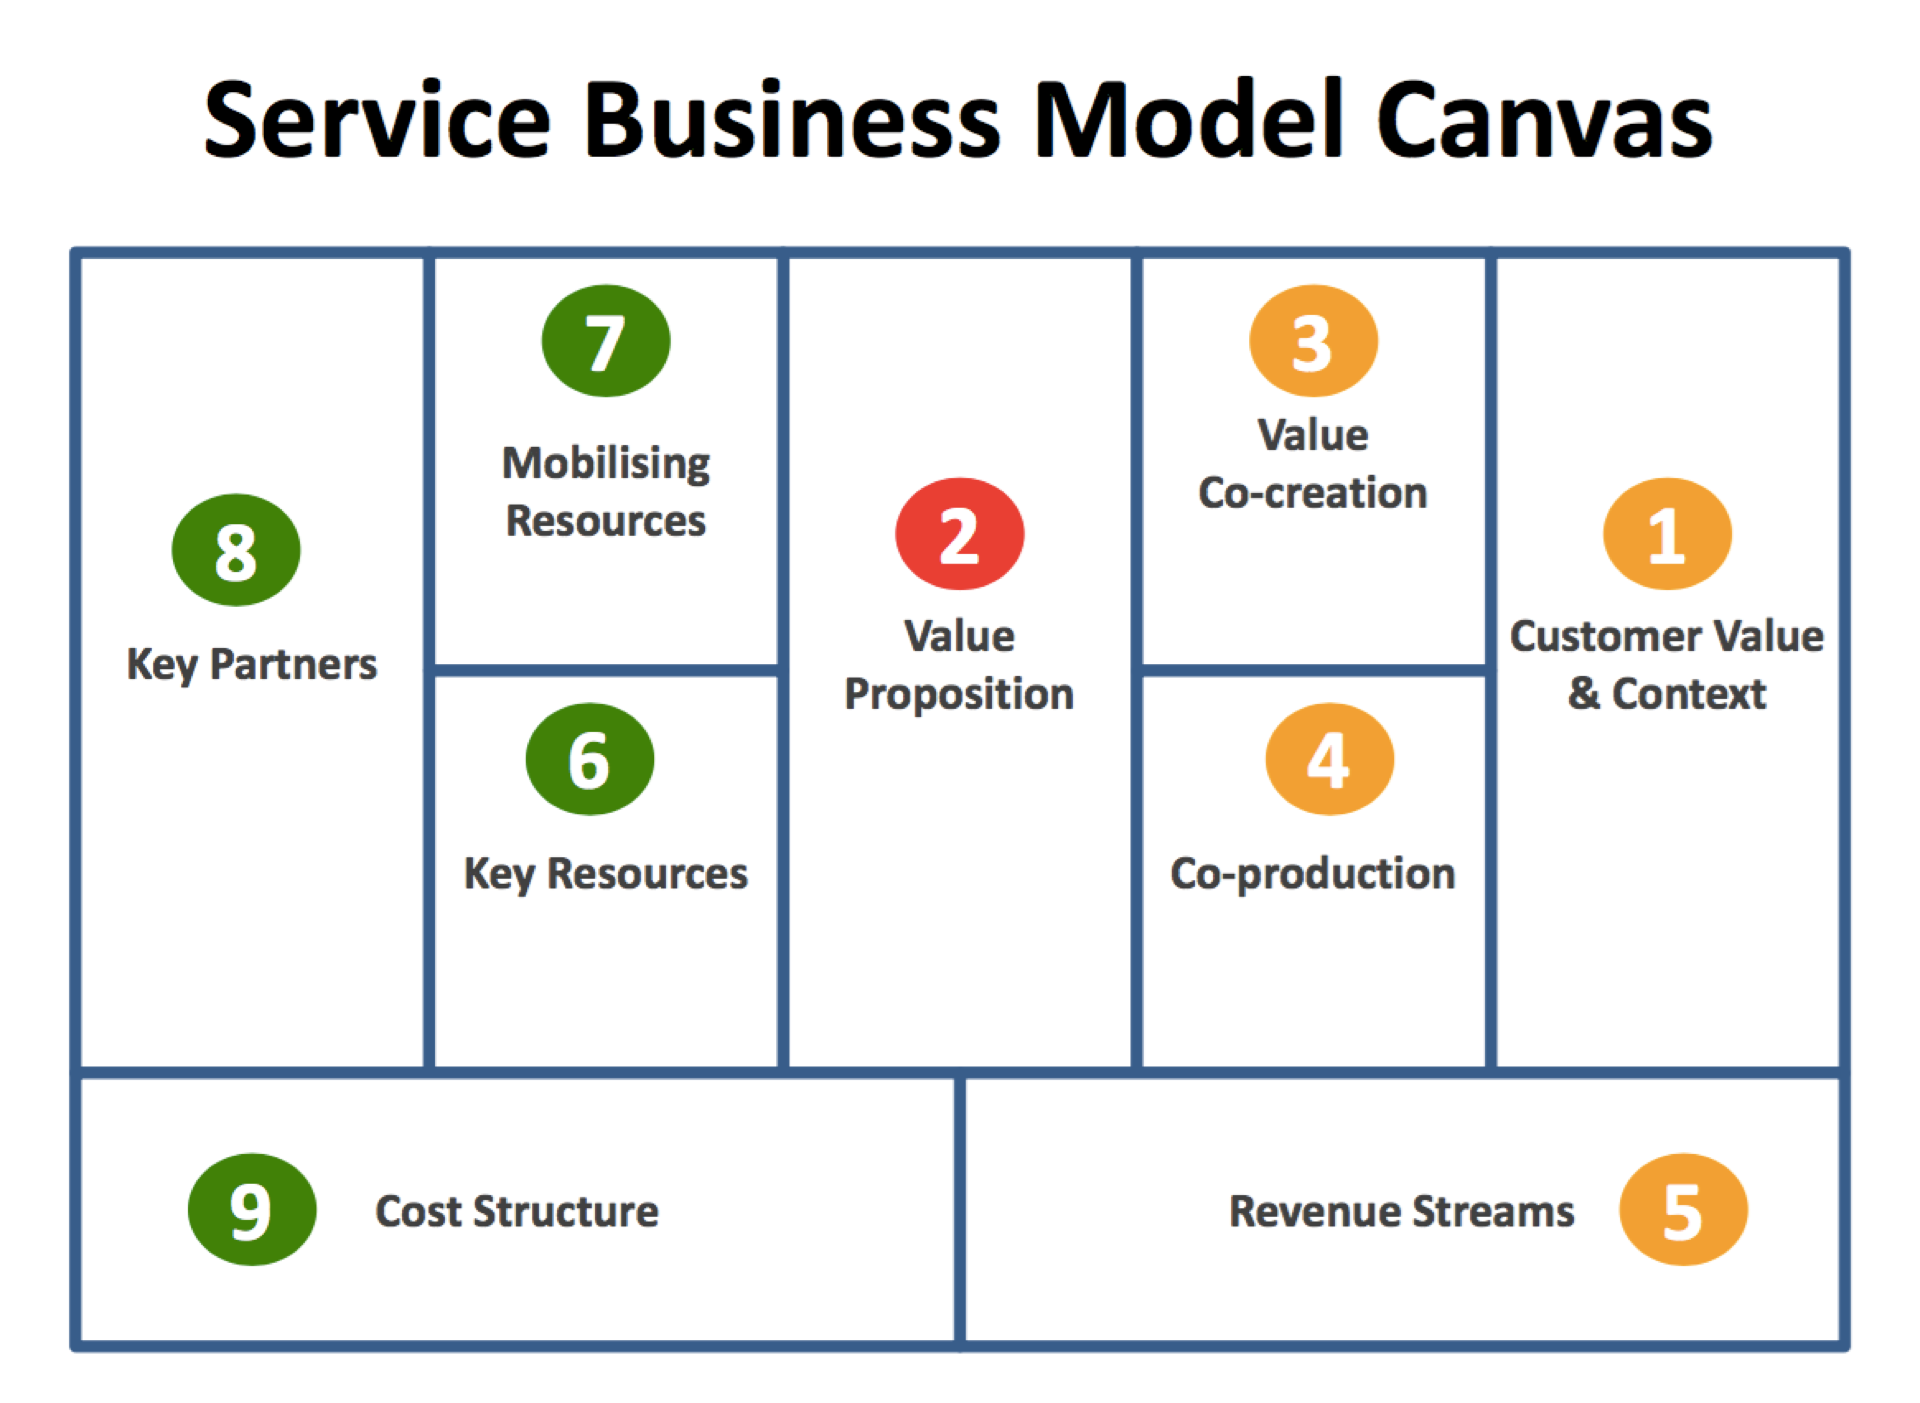 Service Business Model Canvas
8
Key Partners
7
Mobilising
Resources
6
Key Resources
2
Value
Proposition
3
Value
Co-creation
4
Co-production
1
Customer Value
& Context
9
Cost Structure
Revenue Streams
5